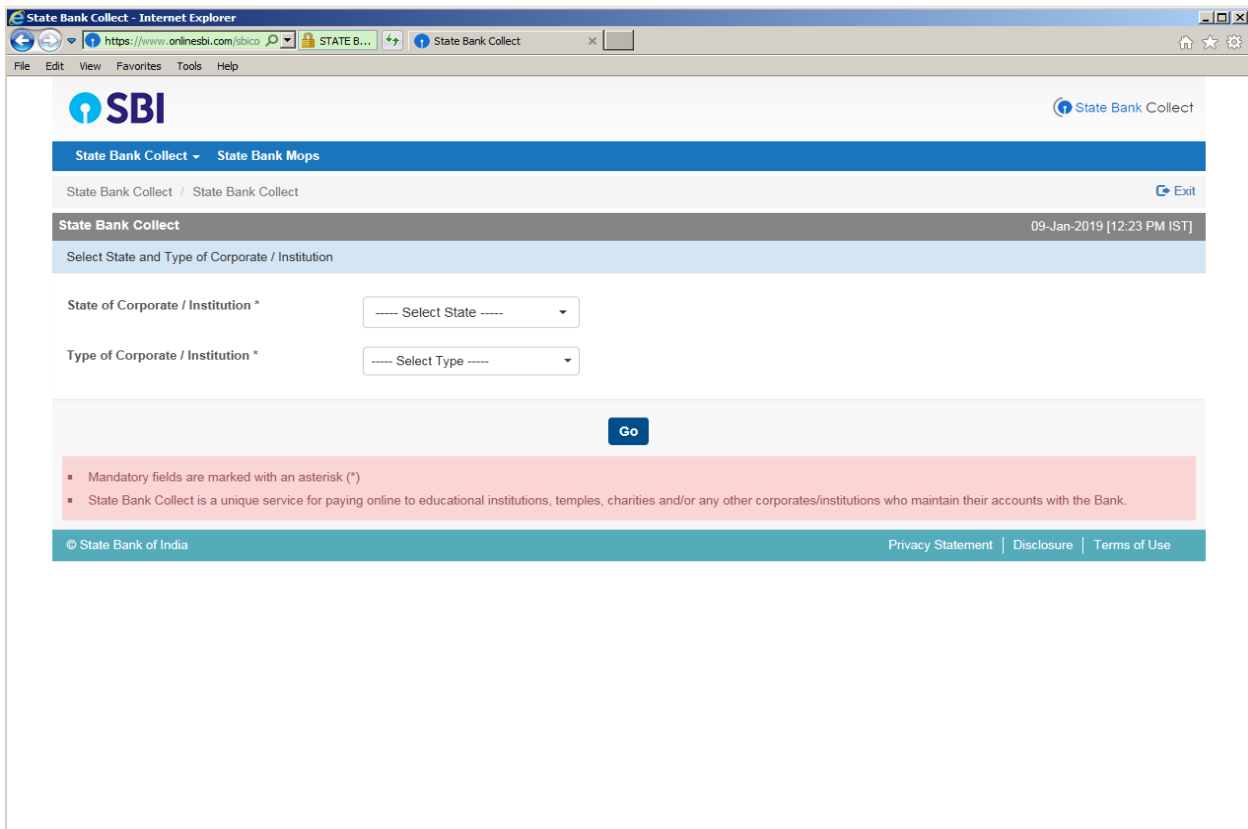 State Bank Collect - Internet Explorer
https://www.onlinesbi.com/sbico STATE B... State Bank Collect
File Edit View Favorites Tools Help
SBI State Bank Collect
State Bank Collect State Bank Mops
State Bank Collect / State Bank Collect Exit
State Bank Collect 09-Jan-2019 [12:23 PM IST]
Select State and Type of Corporate / Institution
State of Corporate / Institution * ----- Select State -----
Type of Corporate / Institution * ----- Select Type -----
Go
Mandatory fields are marked with an asterisk (*)
State Bank Collect is a unique service for paying online to educational institutions, temples, charities and/or any other corporates/institutions who maintain their accounts with the Bank.
© State Bank of India Privacy Statement | Disclosure | Terms of Use